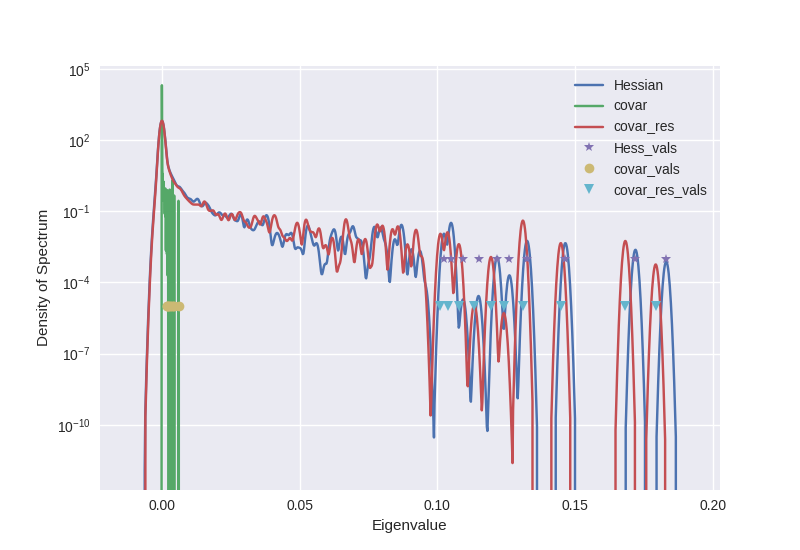 10^5
10^2
10^-1
10^-4
10^-7
10^-10
Density of Spectrum
Hessian
covar
covar_res
Hess_vals
covar_vals
covar_res_vals
0.00 0.05 0.10 0.15 0.20
Eigenvalue